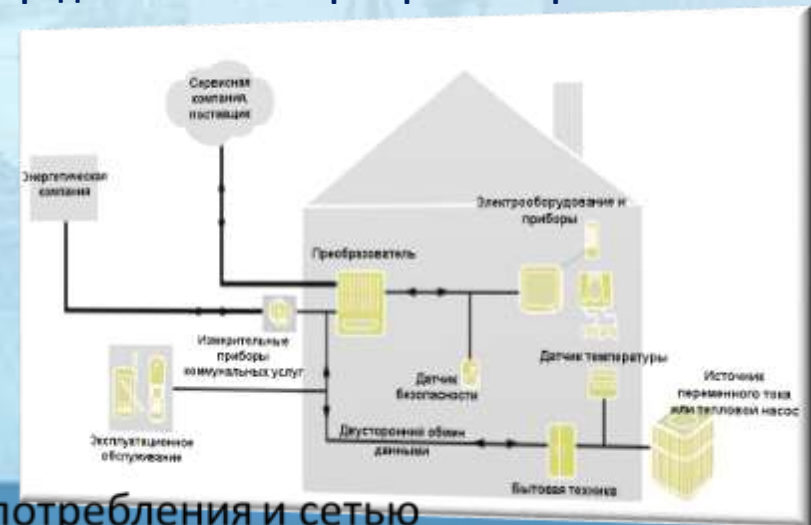 Сервисная
компания,
поставщик
Энергетическая
компания
Электрооборудование и
приборы
Преобразователь
Измерительные
приборы
коммунальных услуг
Датчик
безопасности
Датчик температуры
Источник
переменного тока
или тепловой насос
Эксплуатационное
обслуживание
Двусторонний обмен
данными
Бытовая техника
потребления и сетью